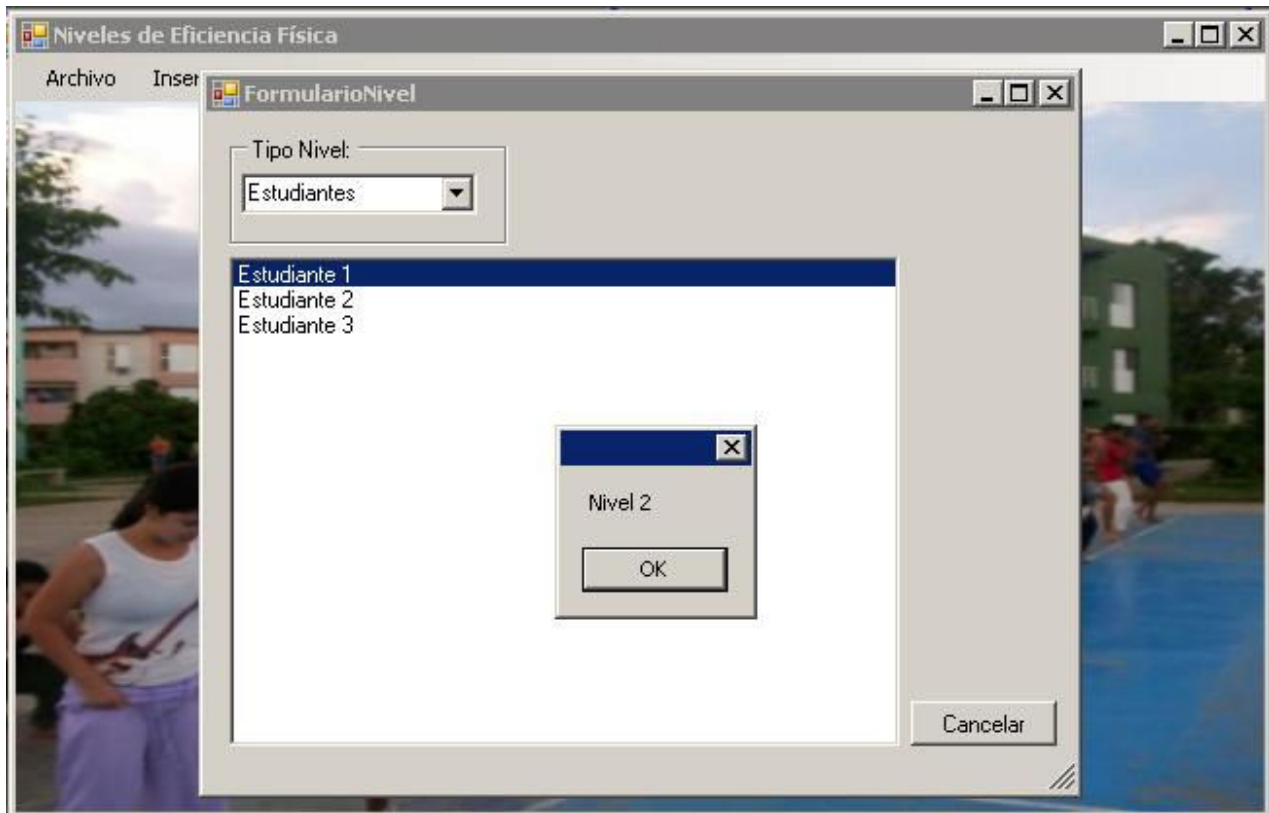 Niveles de Eficiencia Física
Archivo Inser
FormularioNivel
Tipo Nivel:
Estudiantes
Estudiante 1
Estudiante 2
Estudiante 3
Nivel 2
OK
Cancelar